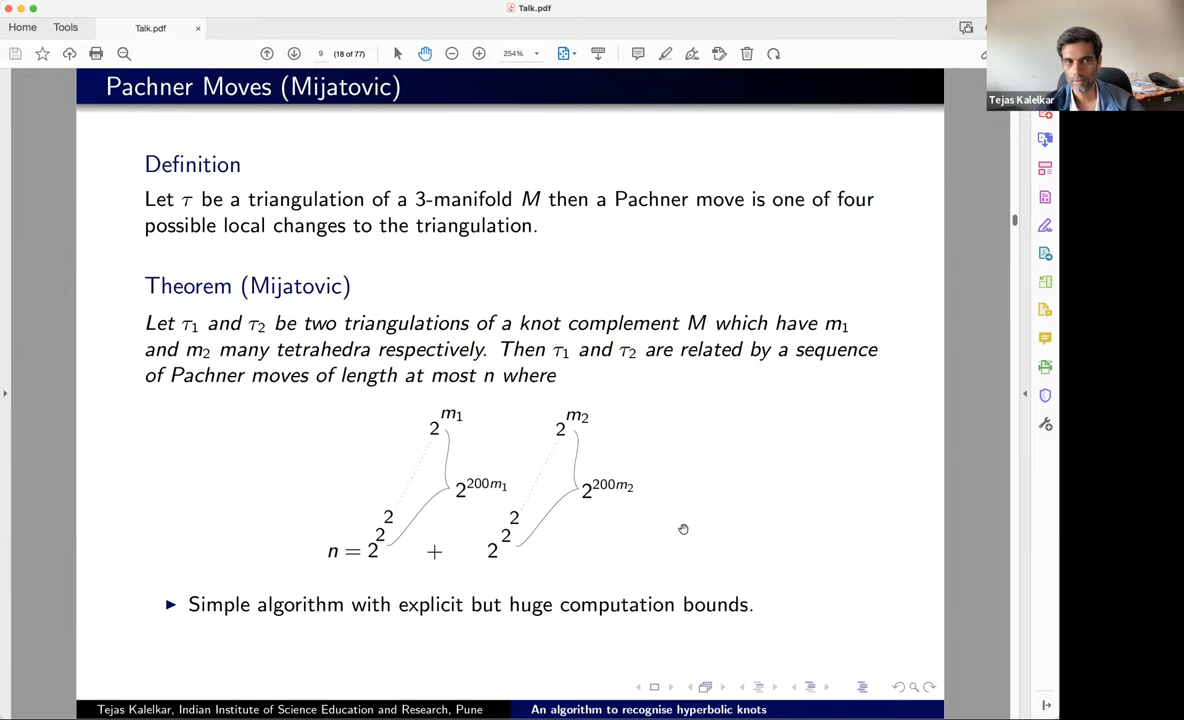 Talk.pdf
Home Tools Talk.pdf ×
9 (18 of 77) 254%
Tejas Kalelkar
Pachner Moves (Mijatovic)
Definition
Let τ be a triangulation of a 3-manifold M then a Pachner move is one of four
possible local changes to the triangulation.
Theorem (Mijatovic)
Let τ1 and τ2 be two triangulations of a knot complement M which have m1
and m2 many tetrahedra respectively. Then τ1 and τ2 are related by a sequence
of Pachner moves of length at most n where
m1 m2
2 2
2^200m1 2^200m2
2 2
2 2
n = 2 + 2
► Simple algorithm with explicit but huge computation bounds.
Tejas Kalelkar, Indian Institute of Science Education and Research, Pune An algorithm to recognise hyperbolic knots